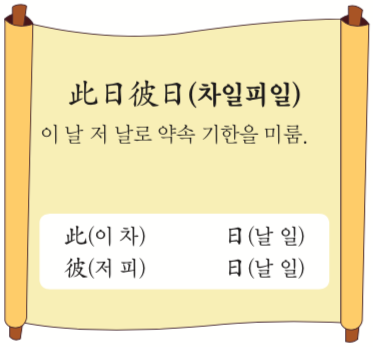 此日彼日(차일피일)
이 날 저 날로 약속 기한을 미룸.
此(이 차) 日(날 일)
彼(저 피) 日(날 일)